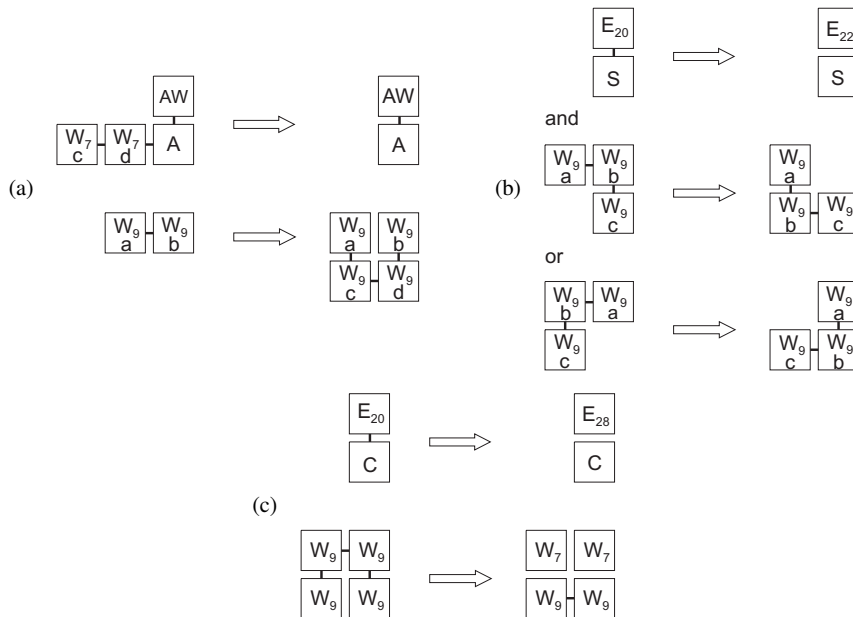 AW AW
W₇ c W₇ d A A
(a)
W₉ a W₉ b W₉ a W₉ b
W₉ c W₉ d
E₂₀ E₂₂
S S
and
W₉ a W₉ b W₉ a
W₉ c W₉ b W₉ c
(b)
or
W₉ b W₉ a W₉ a
W₉ c W₉ c W₉ b
E₂₀ E₂₈
C C
(c)
W₉ W₉ W₇ W₇
W₉ W₉ W₉ W₉